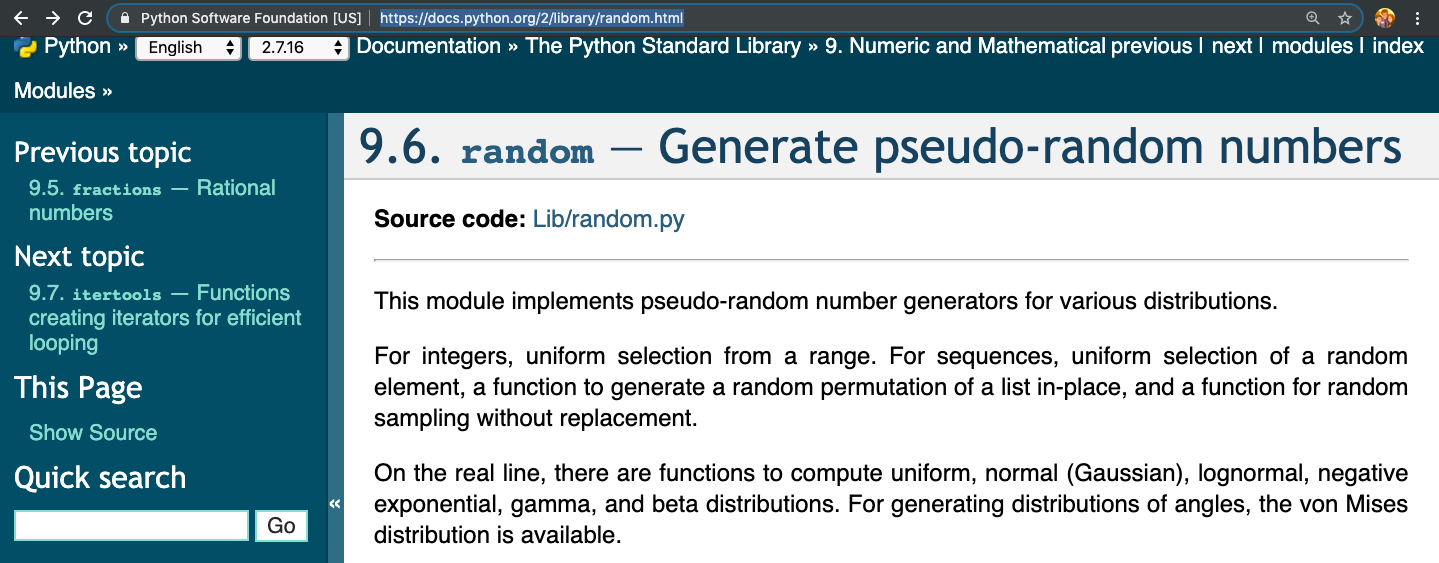 Python Software Foundation [US] | https://docs.python.org/2/library/random.html
Python » English 2.7.16 Documentation » The Python Standard Library » 9. Numeric and Mathematical previous | next | modules | index
Modules »
Previous topic
9.5. fractions — Rational
numbers
Next topic
9.7. itertools — Functions
creating iterators for efficient
looping
This Page
Show Source
Quick search
Go
«
9.6. random — Generate pseudo-random numbers
Source code: Lib/random.py
This module implements pseudo-random number generators for various distributions.
For integers, uniform selection from a range. For sequences, uniform selection of a random
element, a function to generate a random permutation of a list in-place, and a function for random
sampling without replacement.
On the real line, there are functions to compute uniform, normal (Gaussian), lognormal, negative
exponential, gamma, and beta distributions. For generating distributions of angles, the von Mises
distribution is available.